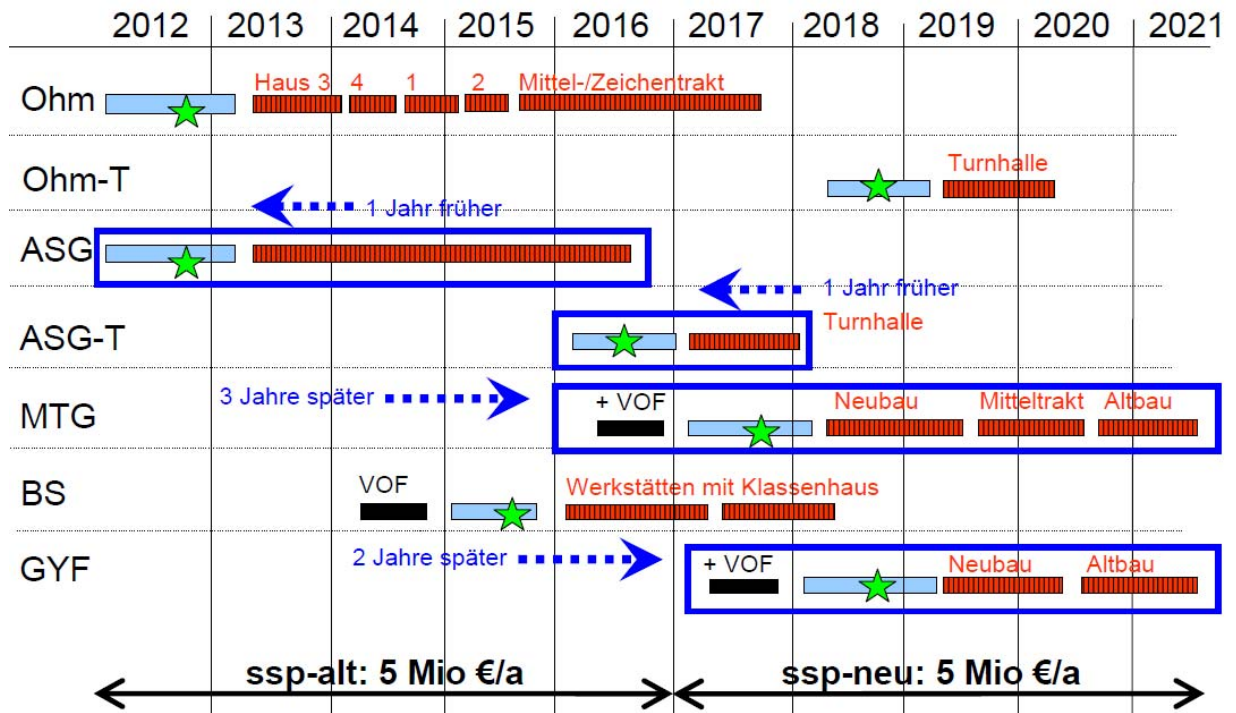 2012 2013 2014 2015 2016 2017 2018 2019 2020 2021
Ohm Haus 3 4 1 2 Mittel-/Zeichentrakt
Ohm-T Turnhalle
1 Jahr früher
ASG
1 Jahr früher
ASG-T Turnhalle
3 Jahre später
MTG + VOF Neubau Mitteltrakt Altbau
BS VOF Werkstätten mit Klassenhaus
2 Jahre später
GYF + VOF Neubau Altbau
ssp-alt: 5 Mio €/a ssp-neu: 5 Mio €/a